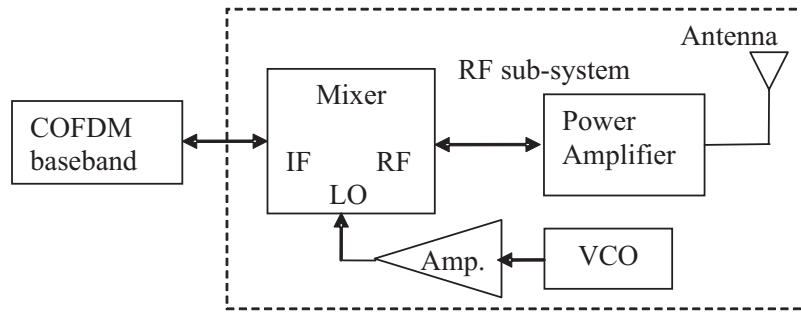 Antenna
RF sub-system
Mixer
COFDM
baseband
Power
Amplifier
IF RF
LO
Amp.
VCO